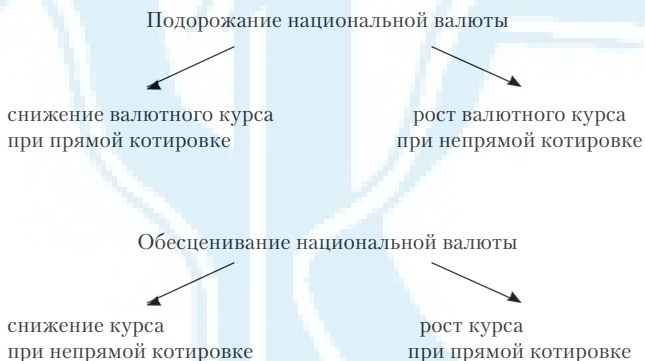 Подорожание национальной валюты
снижение валютного курса
при прямой котировке
рост валютного курса
при непрямой котировке
Обесценивание национальной валюты
снижение курса
при непрямой котировке
рост курса
при прямой котировке